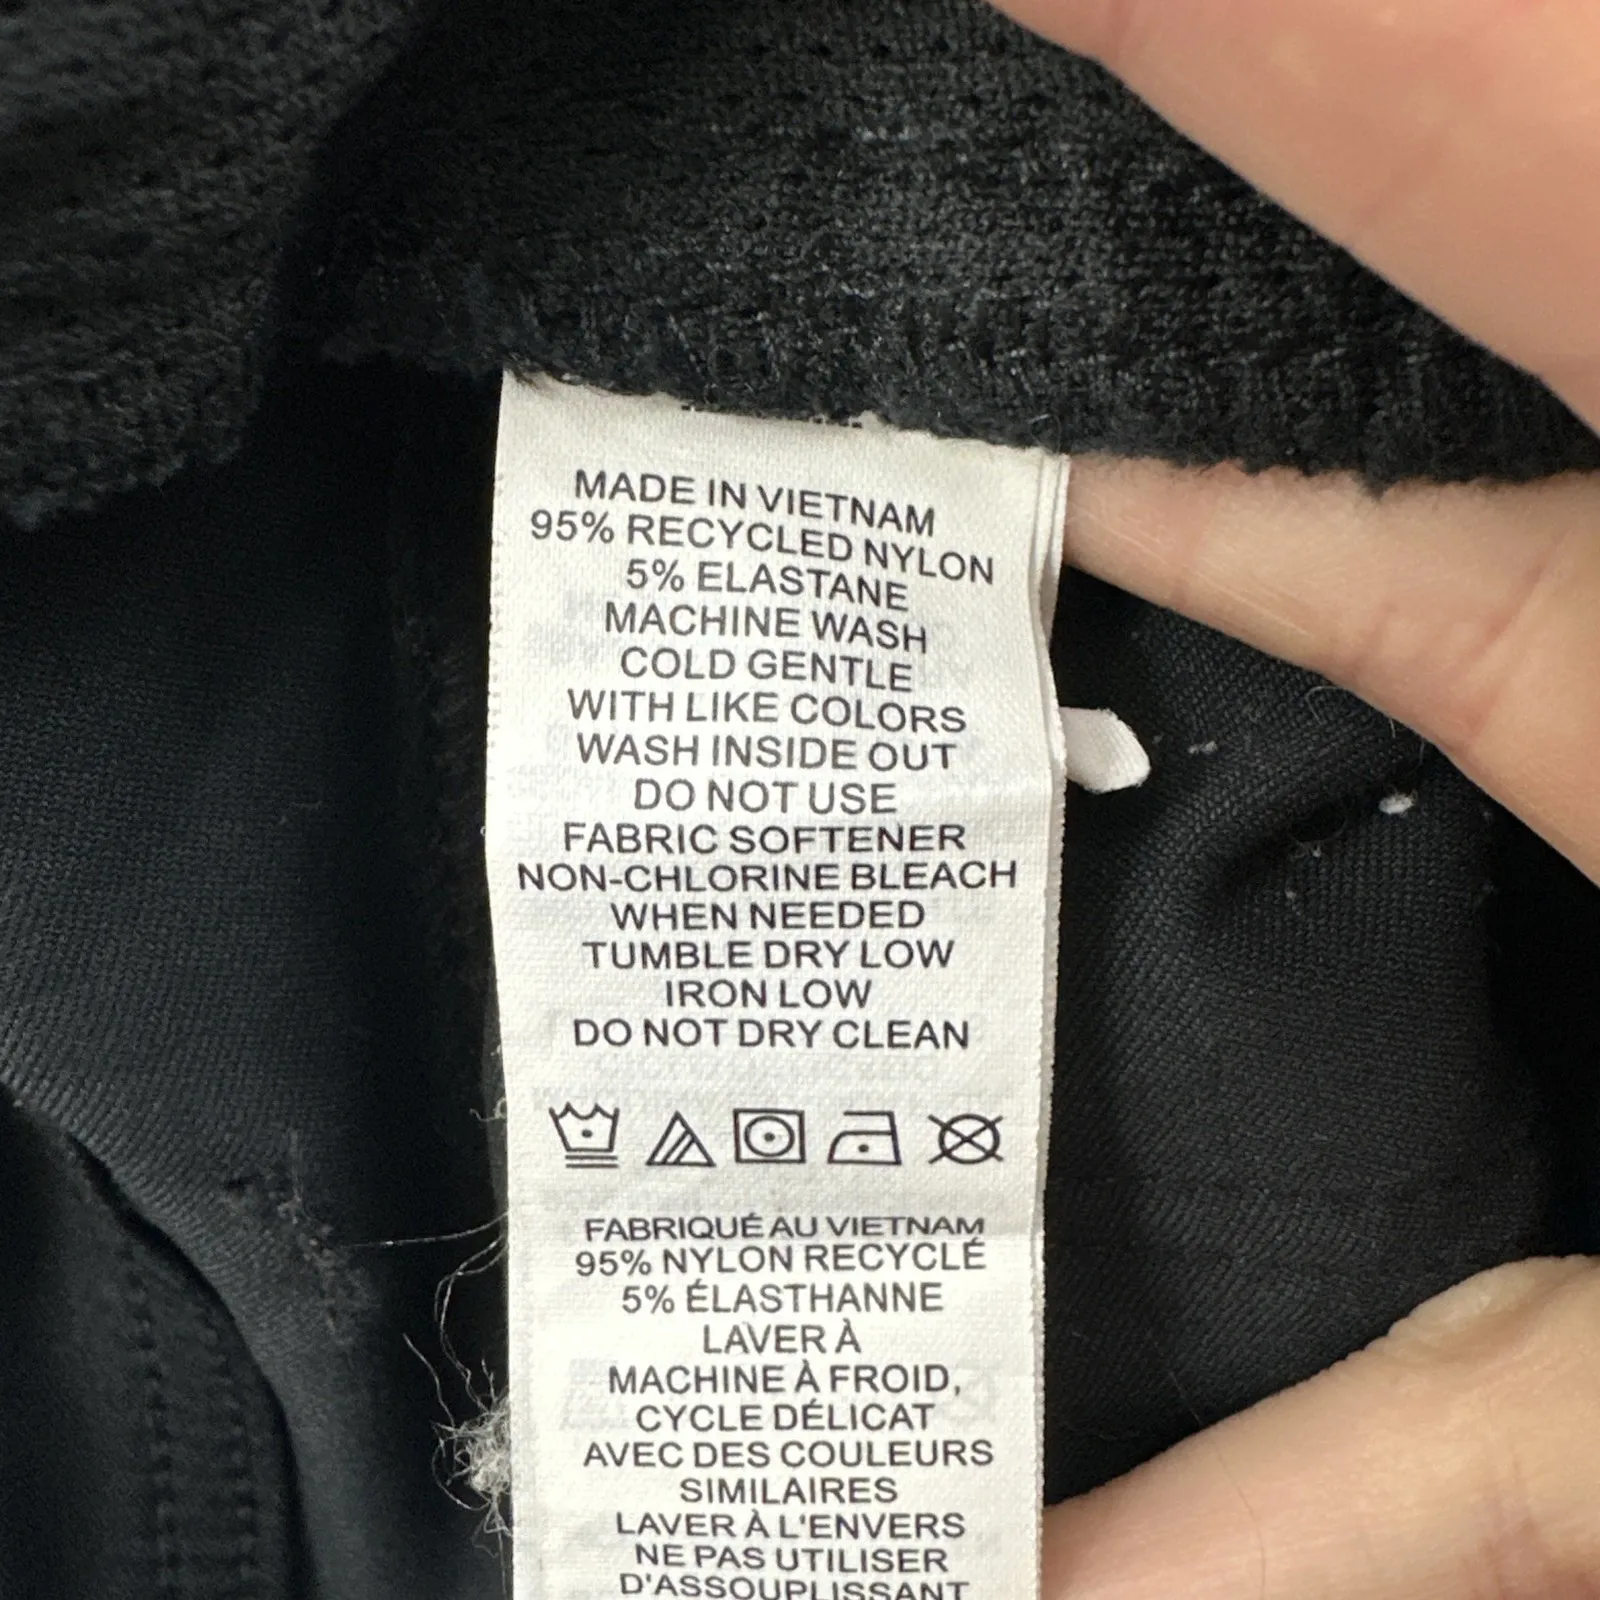 MADE IN VIETNAM
95% RECYCLED NYLON
5% ELASTANE
MACHINE WASH
COLD GENTLE
WITH LIKE COLORS
WASH INSIDE OUT
DO NOT USE
FABRIC SOFTENER
NON-CHLORINE BLEACH
WHEN NEEDED
TUMBLE DRY LOW
IRON LOW
DO NOT DRY CLEAN
FABRIQUÉ AU VIETNAM
95% NYLON RECYCLÉ
5% ÉLASTHANNE
LAVER À
MACHINE À FROID,
CYCLE DÉLICAT
AVEC DES COULEURS
SIMILAIRES
LAVER À L'ENVERS
NE PAS UTILISER
D'ASSOUPLISSANT